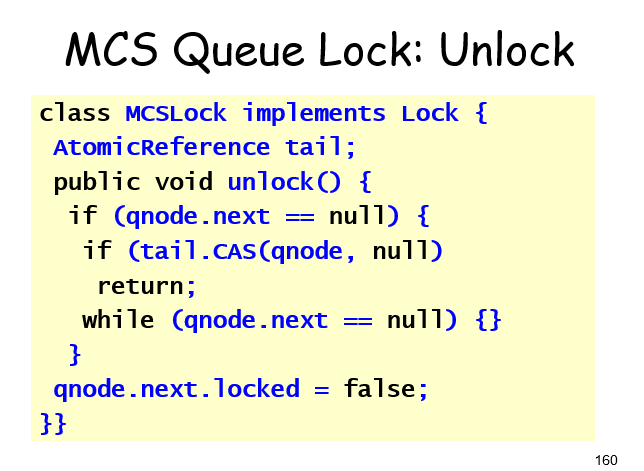 MCS Queue Lock: Unlock
class MCSLock implements Lock {
AtomicReference tail;
public void unlock() {
if (qnode.next == null) {
if (tail.CAS(qnode, null)
return;
while (qnode.next == null) {}
}
qnode.next.locked = false;
}}
160